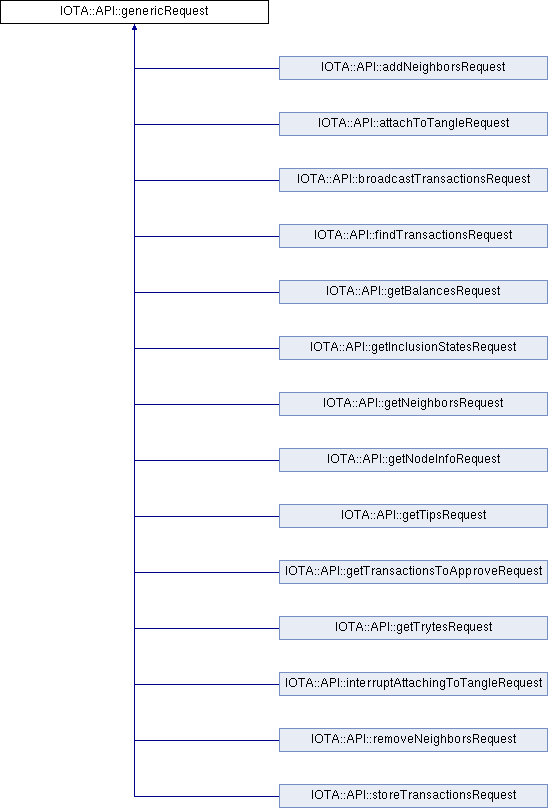 IOTA::API::genericRequest
IOTA::API::addNeighborsRequest
IOTA::API::attachToTangleRequest
IOTA::API::broadcastTransactionsRequest
IOTA::API::findTransactionsRequest
IOTA::API::getBalancesRequest
IOTA::API::getInclusionStatesRequest
IOTA::API::getNeighborsRequest
IOTA::API::getNodeInfoRequest
IOTA::API::getTipsRequest
IOTA::API::getTransactionsToApproveRequest
IOTA::API::getTrytesRequest
IOTA::API::interruptAttachingToTangleRequest
IOTA::API::removeNeighborsRequest
IOTA::API::storeTransactionsRequest